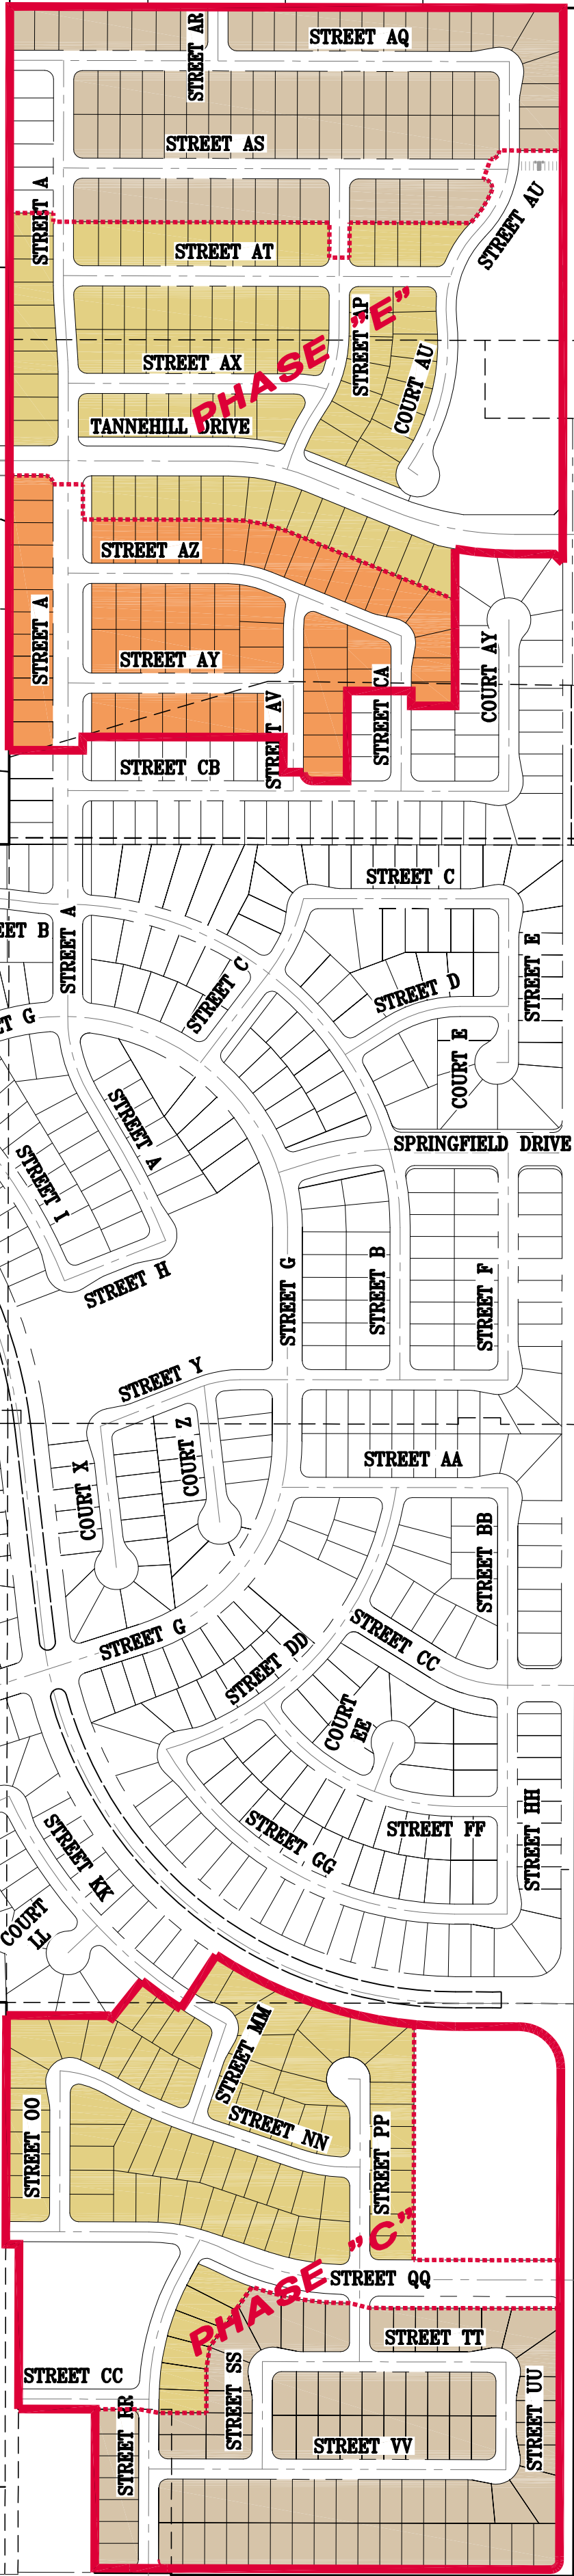 STREET AR
STREET AQ
STREET AS
STREET A
STREET AU
STREET AT
STREET AP
PHASE "E"
STREET AX
COURT AU
TANNEHILL DRIVE
STREET AZ
STREET A
STREET AY
COURT AY
STREET CA
STREET AV
STREET CB
STREET C
EET B
STREET A
STREET E
STREET C
STREET D
ET G
COURT E
STREET A
SPRINGFIELD DRIVE
STREET I
STREET H
STREET G
STREET B
STREET F
STREET Y
COURT Z
STREET AA
COURT X
STREET BB
STREET G
STREET CC
STREET DD
COURT
EE
STREET HH
STREET FF
STREET GG
STREET KK
COURT
LL
STREET MM
STREET OO
STREET NN
STREET PP
PHASE "C"
STREET QQ
STREET TT
STREET CC
STREET SS
STREET UU
STREET RR
STREET VV